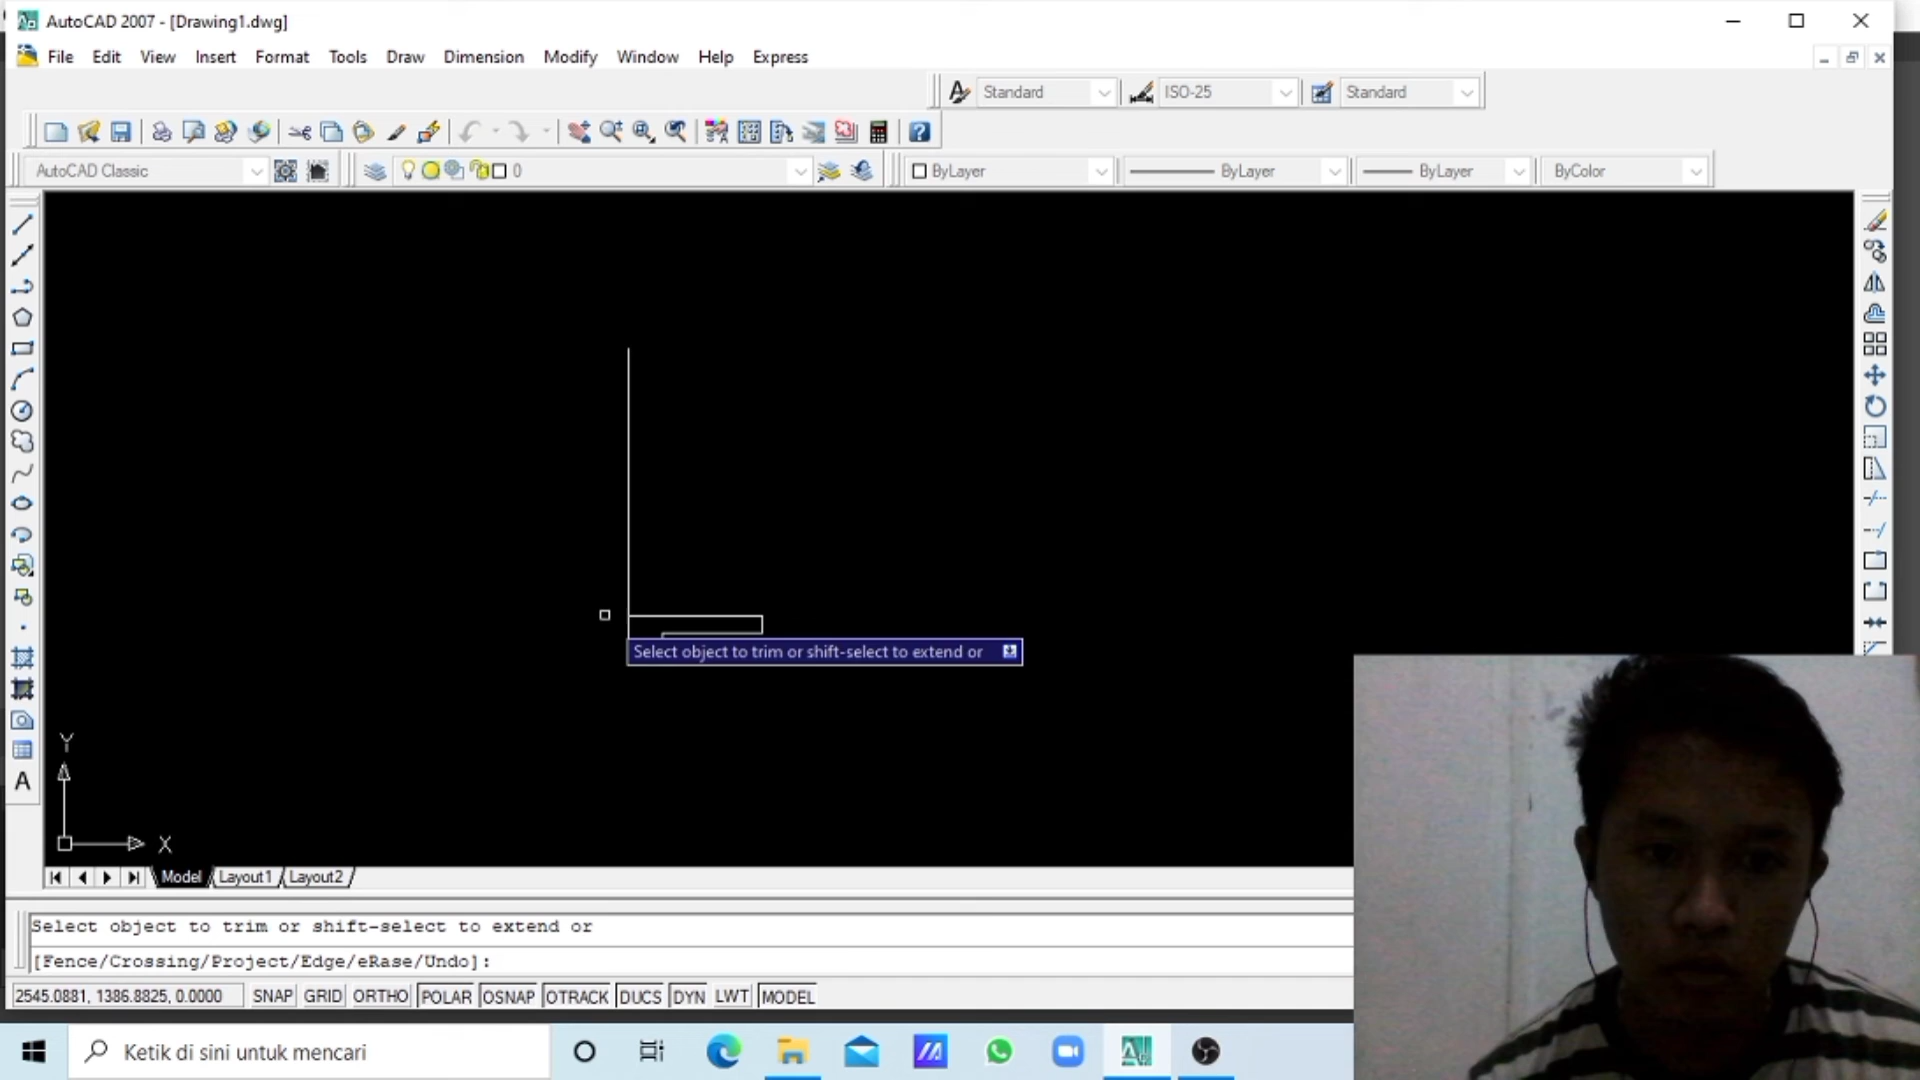 AutoCAD 2007 - [Drawing1.dwg]
File Edit View Insert Format Tools Draw Dimension Modify Window Help Express
Standard ISO-25 Standard
AutoCAD Classic 0 ByLayer ByLayer ByLayer ByColor
Select object to trim or shift-select to extend or
Y
X
A
Model Layout1 Layout2
Select object to trim or shift-select to extend or
[Fence/Crossing/Project/Edge/eRase/Undo]:
2545.0881, 1386.8825, 0.0000 SNAP GRID ORTHO POLAR OSNAP OTRACK DUCS DYN LWT MODEL
Ketik di sini untuk mencari